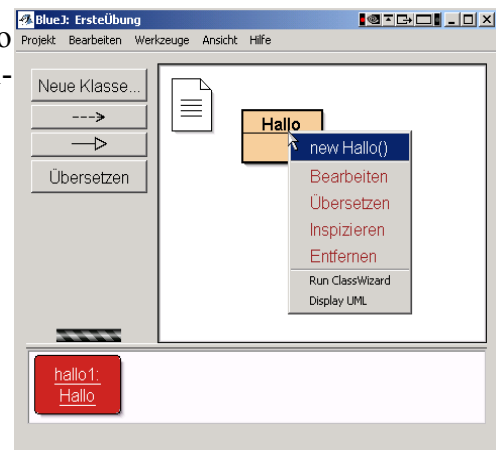 BlueJ: ErsteÜbung
o
Projekt Bearbeiten Werkzeuge Ansicht Hilfe
-
Neue Klasse...
--->
Übersetzen
Hallo
new Hallo()
Bearbeiten
Übersetzen
Inspizieren
Entfernen
Run ClassWizard
Display UML
hallo1:
Hallo